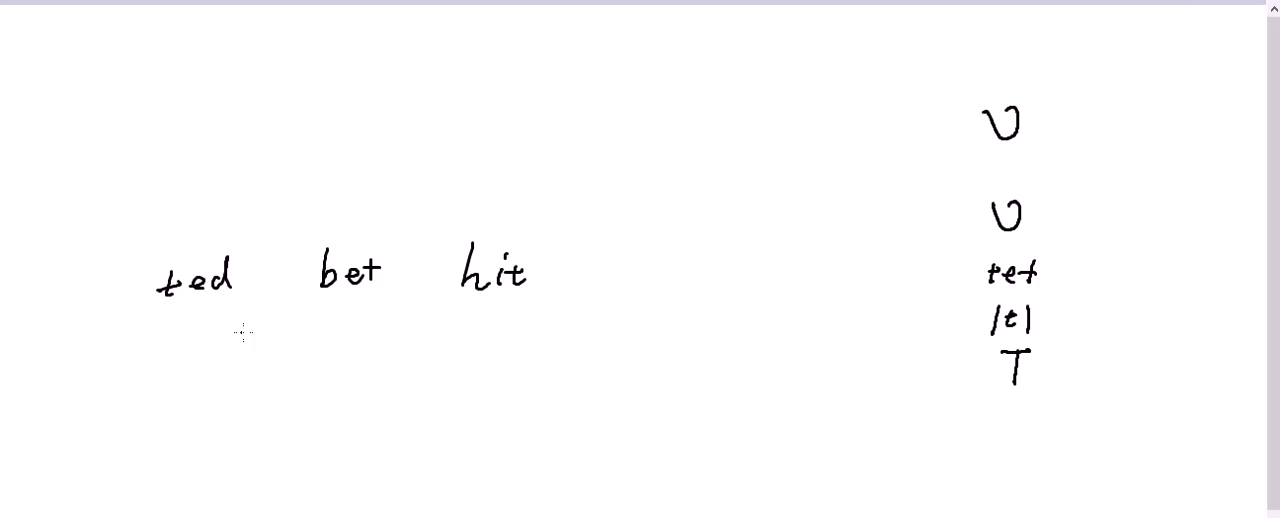 ted bet hit
υ
υ
tet
|t|
T